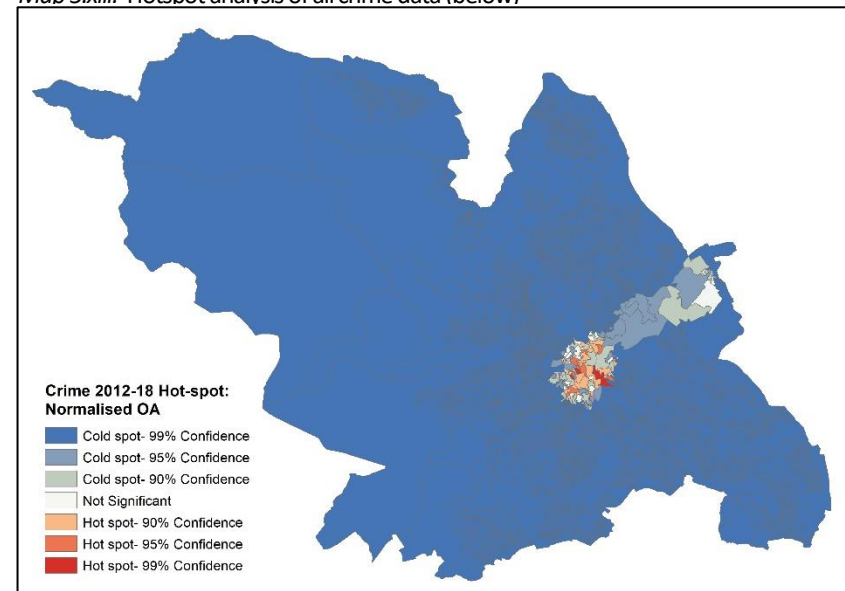 Hotspot analysis of all crime data (below)
Crime 2012-18 Hot-spot:
Normalised OA
Cold spot- 99% Confidence
Cold spot- 95% Confidence
Cold spot- 90% Confidence
Not Significant
Hot spot- 90% Confidence
Hot spot- 95% Confidence
Hot spot- 99% Confidence